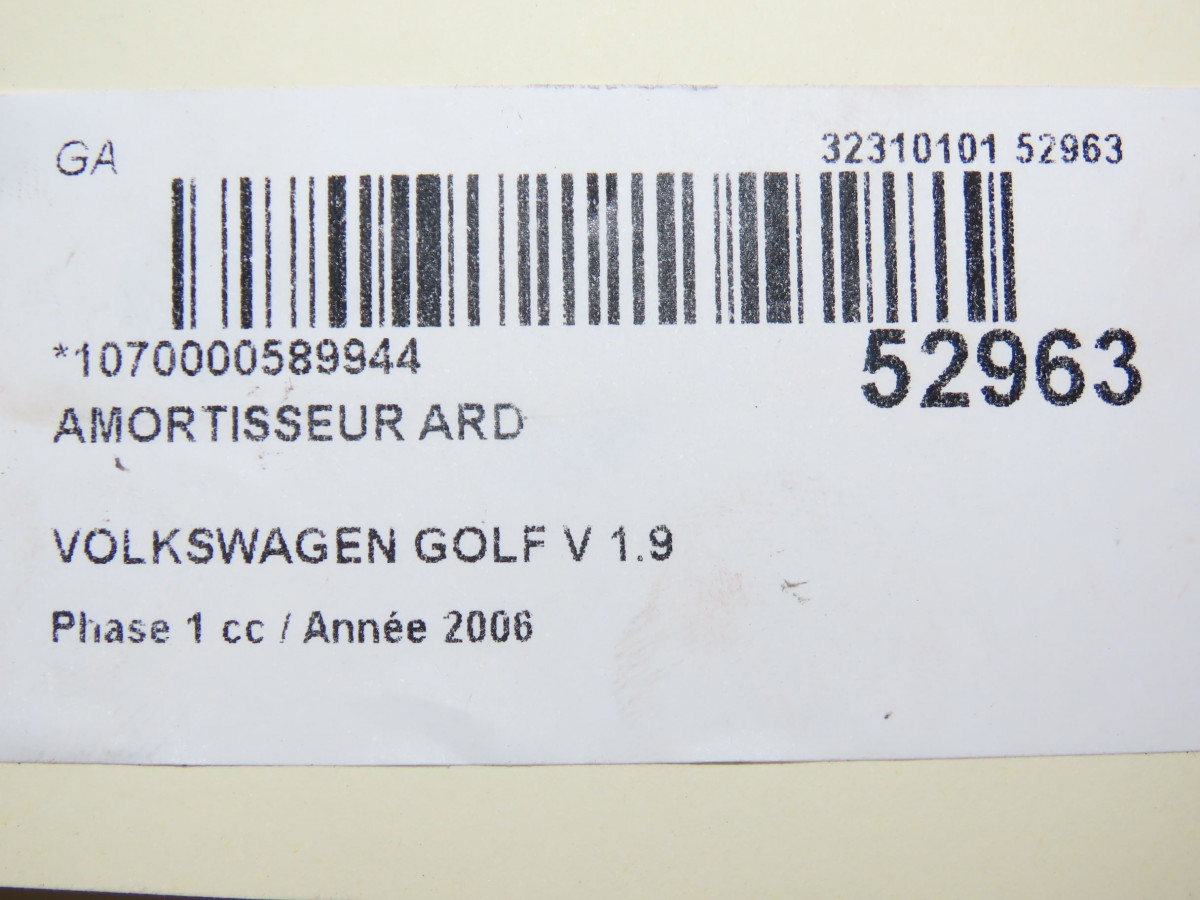 GA
32310101 52963
*1070000589944
52963
AMORTISSEUR ARD
VOLKSWAGEN GOLF V 1.9
Phase 1 cc / Année 2006